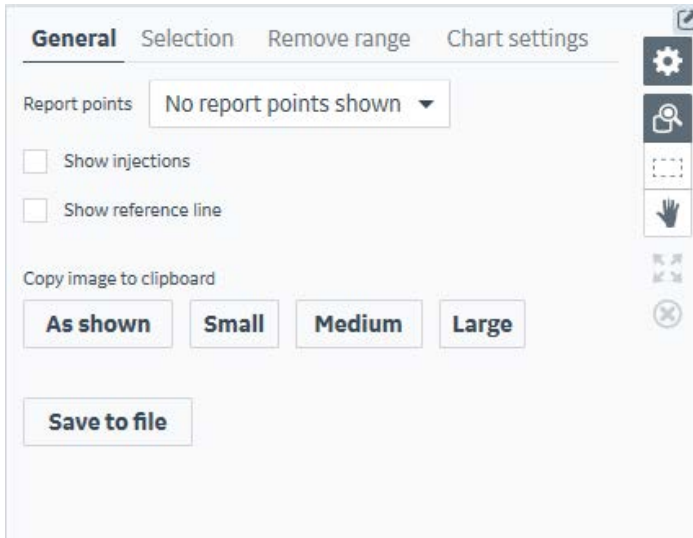 General Selection Remove range Chart settings
Report points No report points shown
Show injections
Show reference line
Copy image to clipboard
As shown Small Medium Large
Save to file